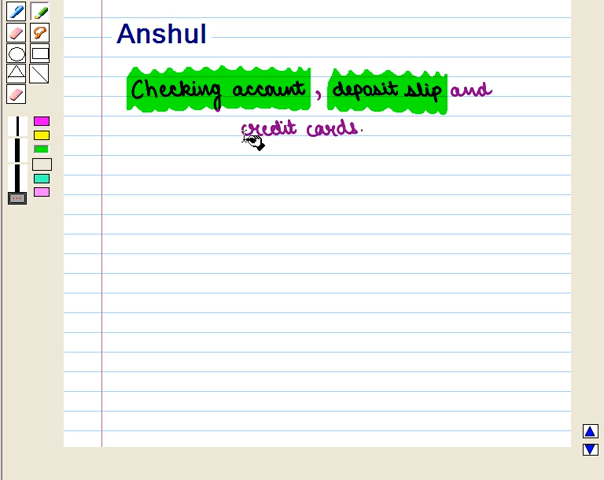 Anshul
Checking account, deposit slip and
credit cards.